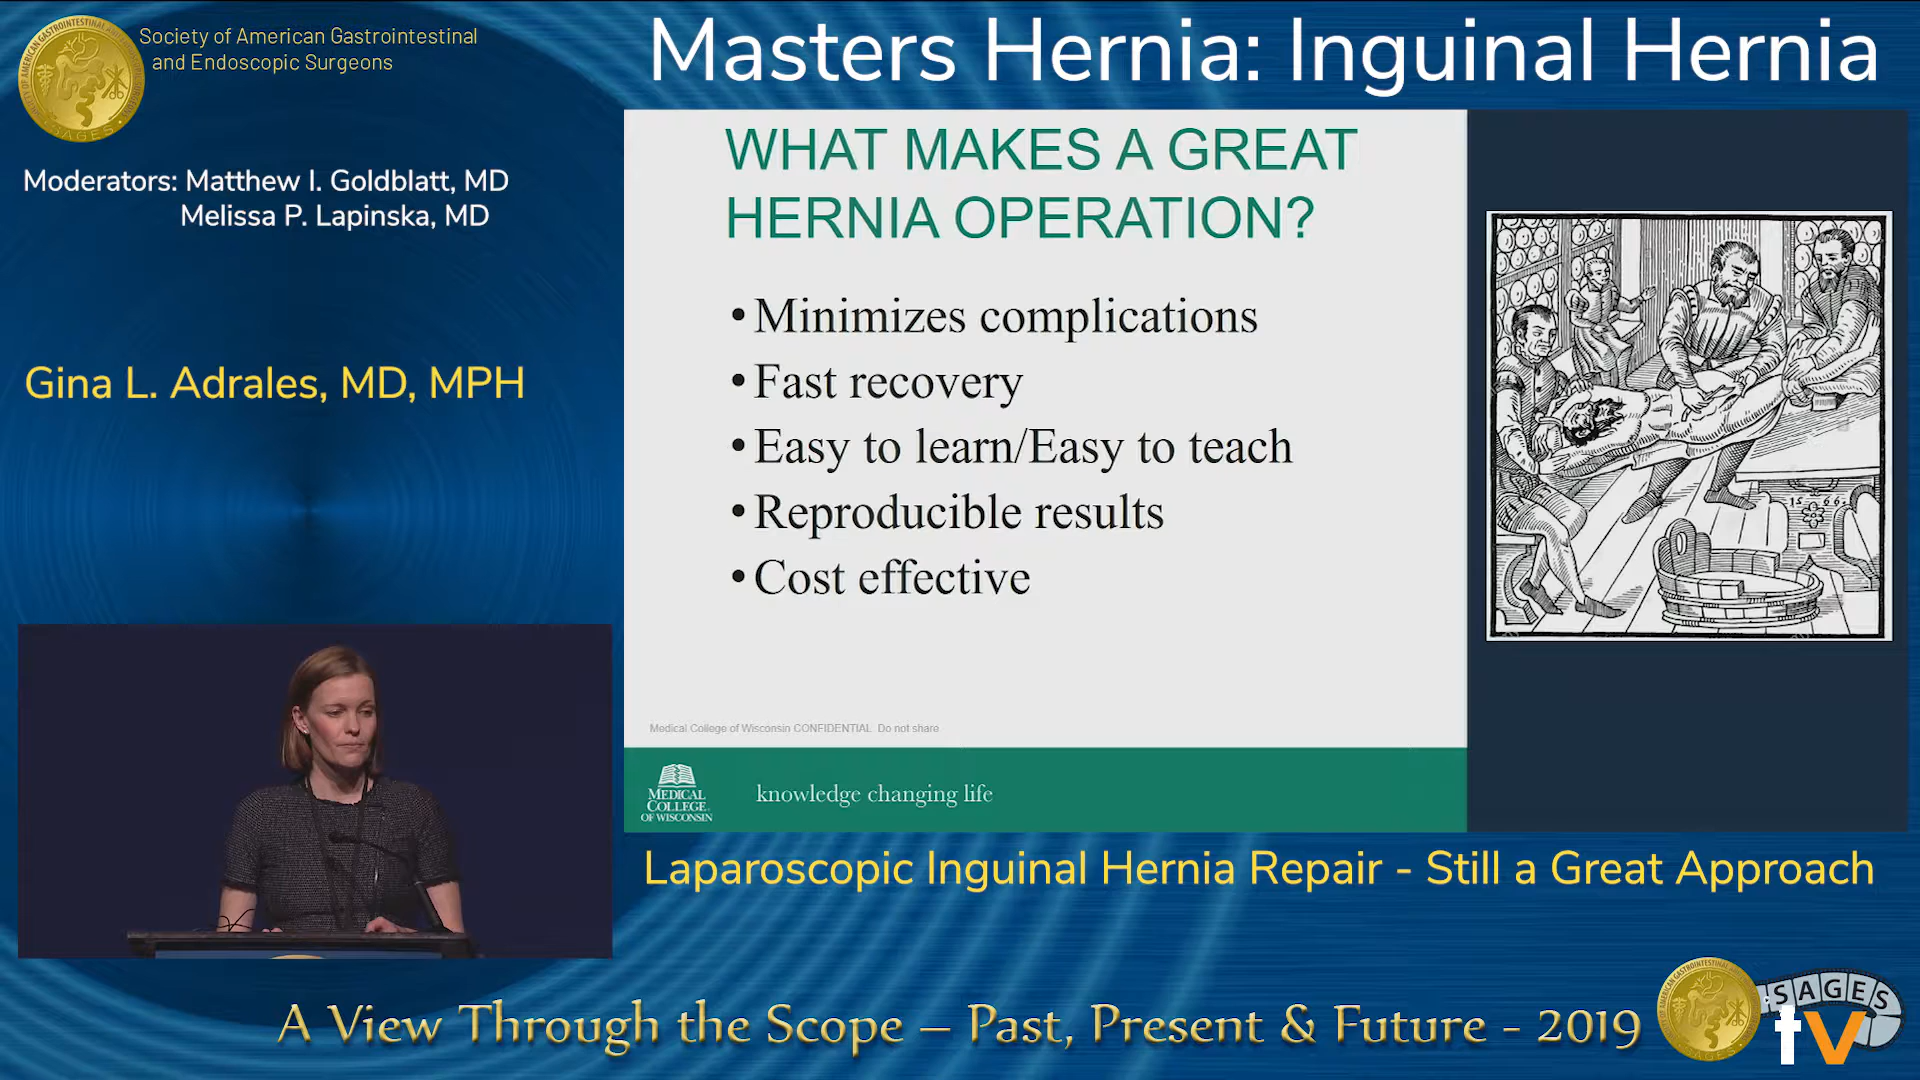 Society of American Gastrointestinal
and Endoscopic Surgeons
Masters Hernia: Inguinal Hernia
Moderators: Matthew I. Goldblatt, MD
Melissa P. Lapinska, MD
Gina L. Adrales, MD, MPH
WHAT MAKES A GREAT
HERNIA OPERATION?
• Minimizes complications
• Fast recovery
• Easy to learn/Easy to teach
• Reproducible results
• Cost effective
1566
Medical College of Wisconsin CONFIDENTIAL Do not share
MEDICAL
COLLEGE
OF WISCONSIN
knowledge changing life
Laparoscopic Inguinal Hernia Repair - Still a Great Approach
A View Through the Scope – Past, Present & Future - 2019
SAGES
tv